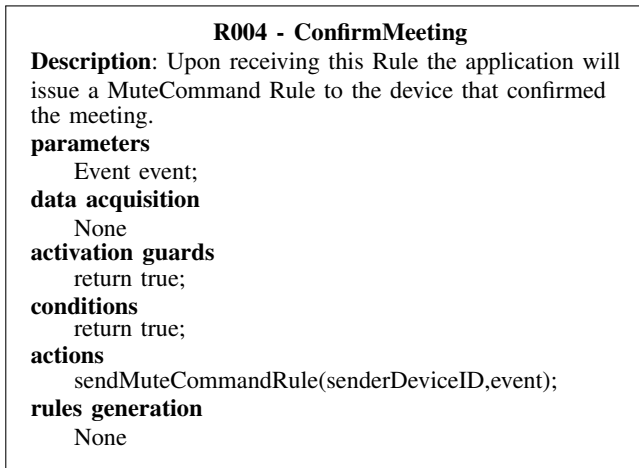 R004 - ConfirmMeeting
Description: Upon receiving this Rule the application will
issue a MuteCommand Rule to the device that confirmed
the meeting.
parameters
Event event;
data acquisition
None
activation guards
return true;
conditions
return true;
actions
sendMuteCommandRule(senderDeviceID,event);
rules generation
None